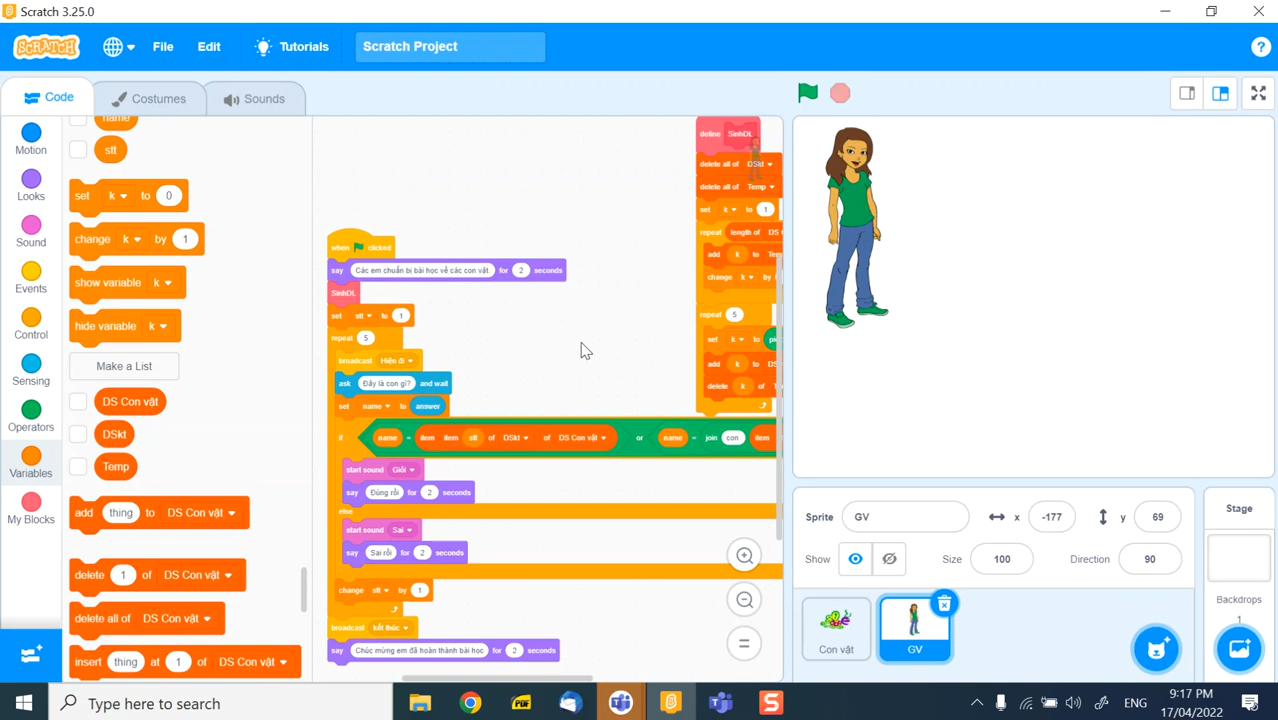 Scratch 3.25.0
SCRATCH File Edit Tutorials Scratch Project ?
Code Costumes Sounds
Motion
Looks
Sound
Events
Control
Sensing
Operators
Variables
My Blocks
name
stt
set k to 0
change k by 1
show variable k
hide variable k
Make a List
DS Con vật
DSkt
Temp
add thing to DS Con vật
delete 1 of DS Con vật
delete all of DS Con vật
insert thing at 1 of DS Con vật
when clicked
say Các em chuẩn bị bài học về các con vật for 2 seconds
SinhDL
set stt to 1
repeat 5
broadcast Hiện đi
ask Đây là con gì? and wait
set name to answer
if name = item item stt of DSkt of DS Con vật or name = join con item
start sound Giỏi
say Đúng rồi for 2 seconds
else
start sound Sai
say Sai rồi for 2 seconds
change stt by 1
broadcast kết thúc
say Chúc mừng em đã hoàn thành bài học for 2 seconds
define SinhDL
delete all of DSkt
delete all of Temp
set k to 1
repeat length of DS
add k to
change k by
repeat 5
set k to
add k to
delete k of
Sprite GV x -177 y 69
Show Size 100 Direction 90
Con vật
GV
Stage
Backdrops
1
Type here to search
PDF
S
ENG
9:17 PM
17/04/2022